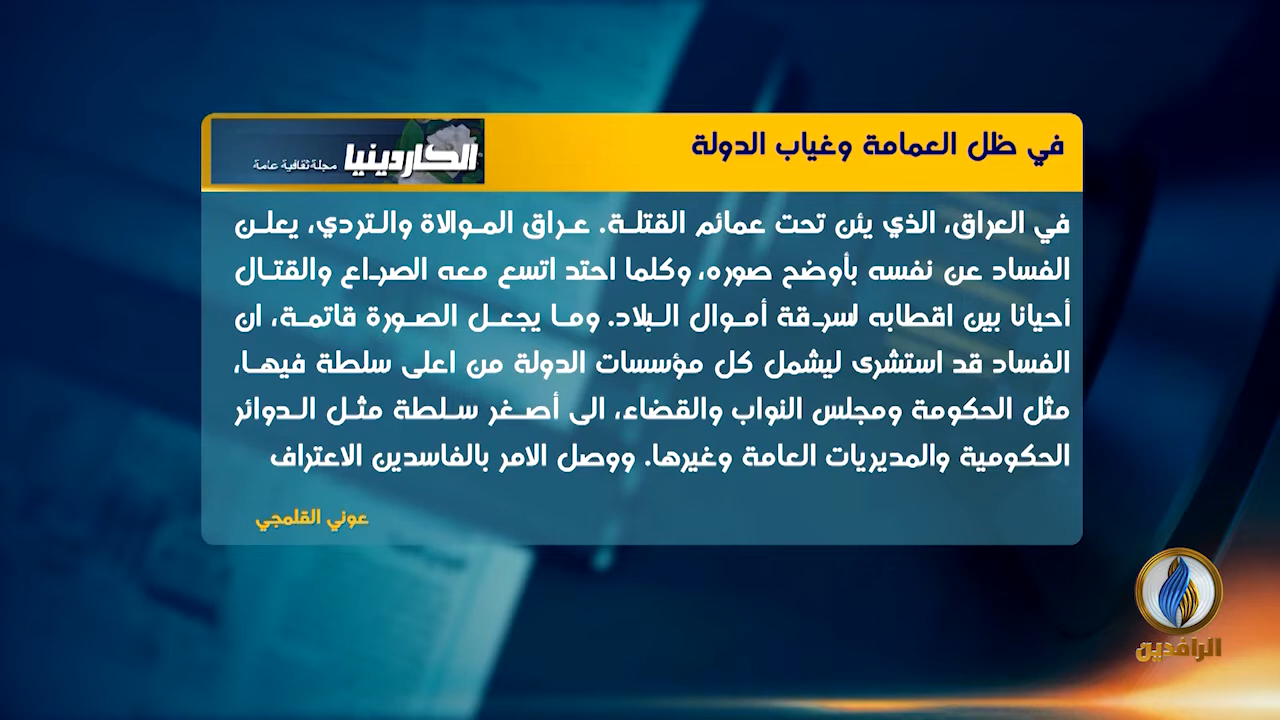 في ظل العمامة وغياب الدولة
الكاردينيا
مجلة ثقافية عامة
في العراق، الذي يئن تحت عمائم القتلة. عراق الموالاة والتردي، يعلن
الفساد عن نفسه بأوضح صوره، وكلما احتد اتسع معه الصراع والقتال
أحيانا بين اقطابه لسرقة أموال البلاد. وما يجعل الصورة قاتمة، ان
الفساد قد استشرى ليشمل كل مؤسسات الدولة من اعلى سلطة فيها،
مثل الحكومة ومجلس النواب والقضاء، الى أصغر سلطة مثل الدوائر
الحكومية والمديريات العامة وغيرها. ووصل الامر بالفاسدين الاعتراف
عوني القلمجي
الرافدين